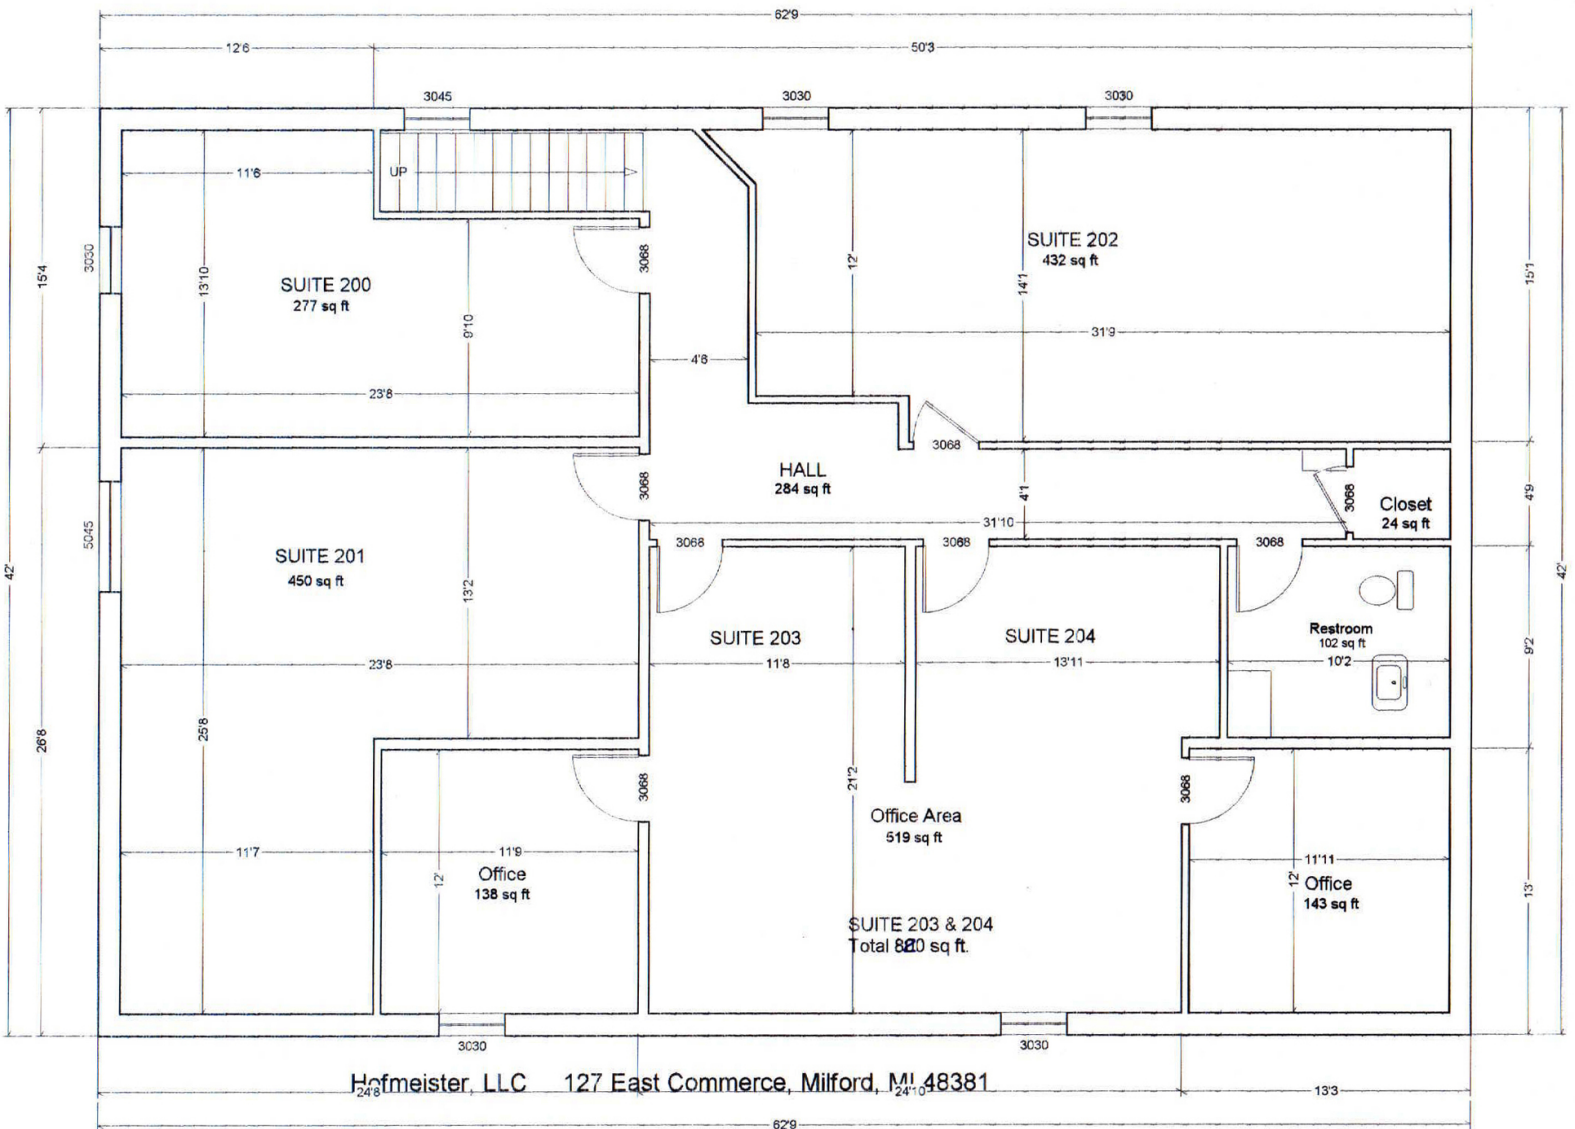 62'9
12'6
50'3
3045
3030
3030
UP
11'6
13'10
3030
15'4
SUITE 200
277 sq ft
3068
9'10
23'8
4'6
12'
14'1
SUITE 202
432 sq ft
31'9
15'1
3068
42'
5045
3068
HALL
284 sq ft
4'1
31'10
3068
Closet
24 sq ft
4'9
SUITE 201
450 sq ft
13'2
23'8
25'8
26'8
3068
3068
3068
SUITE 203
11'8
SUITE 204
13'11
Restroom
102 sq ft
10'2
9'2
42'
3068
21'2
Office Area
519 sq ft
3068
11'7
11'9
Office
138 sq ft
12'
11'11
Office
143 sq ft
12'
13'
SUITE 203 & 204
Total sq ft.
3030
3030
Hofmeister, LLC 127 East Commerce, Milford, MI 48381
24'8
24'10
13'3
62'9